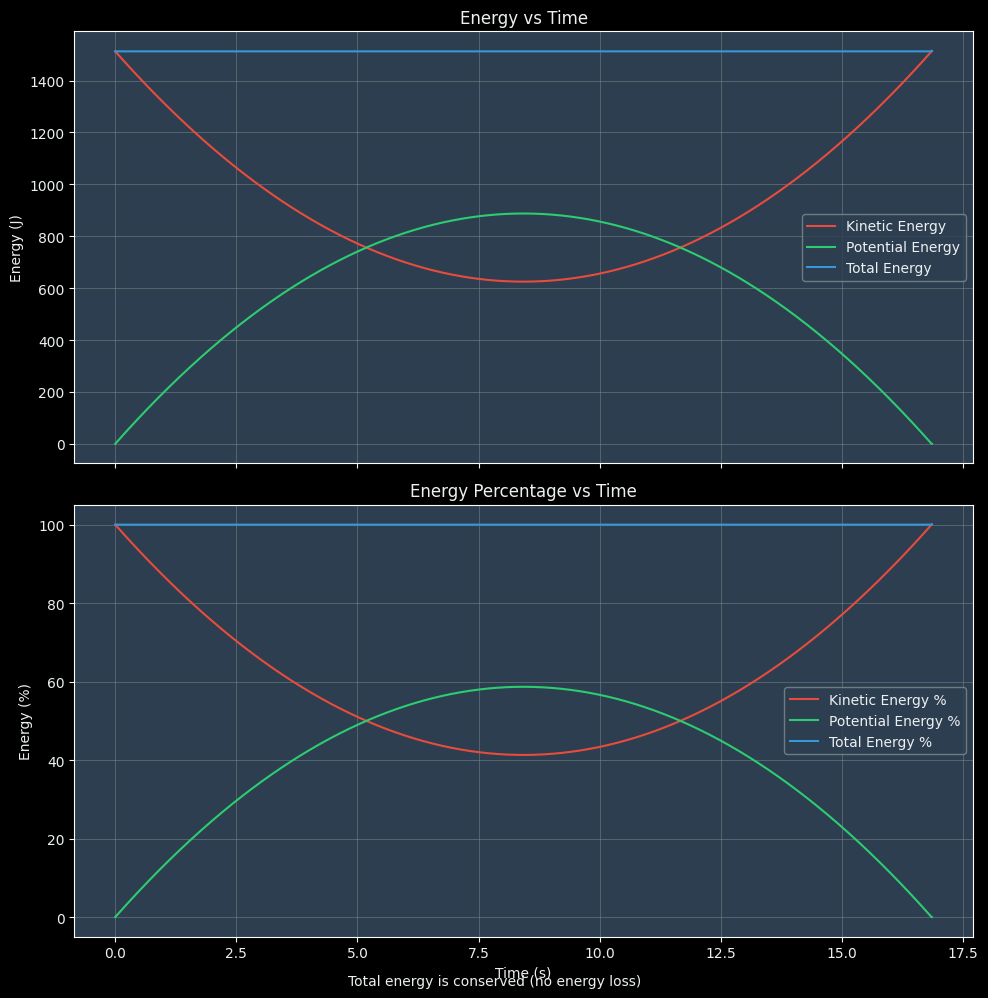 Energy vs Time
1400
1200
1000
800
600
400
200
0
Energy (J)
Kinetic Energy
Potential Energy
Total Energy
Energy Percentage vs Time
100
80
60
40
20
0
Energy (%)
Kinetic Energy %
Potential Energy %
Total Energy %
0.0 2.5 5.0 7.5 10.0 12.5 15.0 17.5
Time (s)
Total energy is conserved (no energy loss)